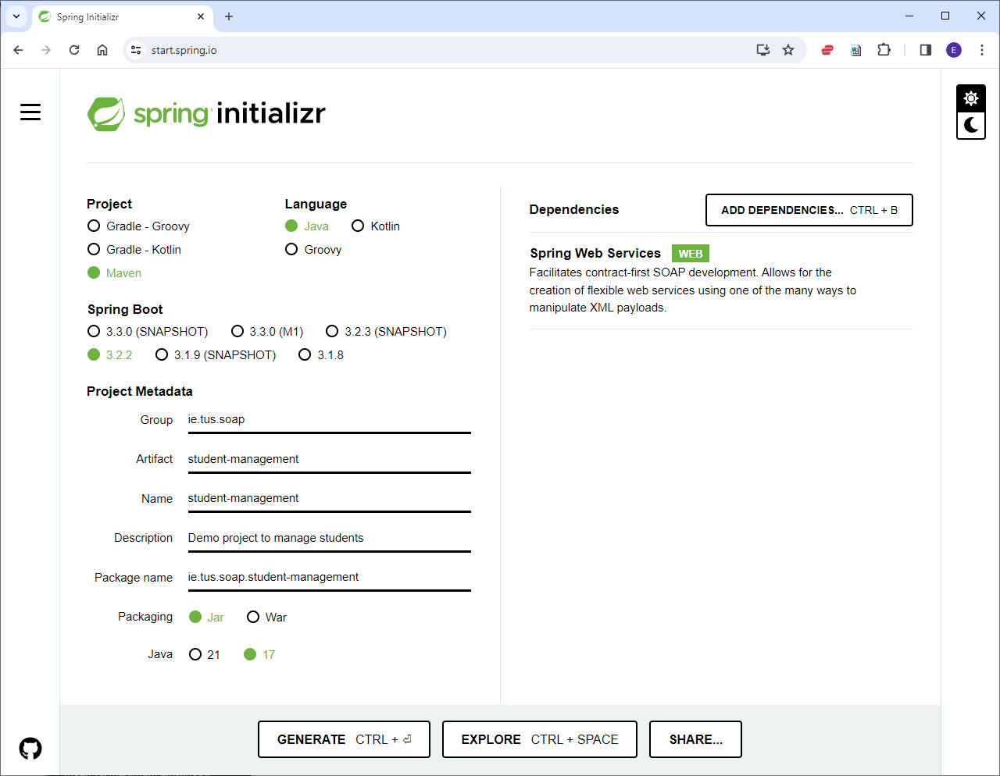 Spring Initializr
start.spring.io
E
spring initializr
Project
Gradle - Groovy
Gradle - Kotlin
Maven
Language
Java
Kotlin
Groovy
Spring Boot
3.3.0 (SNAPSHOT) 3.3.0 (M1) 3.2.3 (SNAPSHOT)
3.2.2 3.1.9 (SNAPSHOT) 3.1.8
Project Metadata
Group ie.tus.soap
Artifact student-management
Name student-management
Description Demo project to manage students
Package name ie.tus.soap.student-management
Packaging Jar War
Java 21 17
Dependencies
ADD DEPENDENCIES... CTRL + B
Spring Web Services WEB
Facilitates contract-first SOAP development. Allows for the
creation of flexible web services using one of the many ways to
manipulate XML payloads.
GENERATE CTRL + ⏎
EXPLORE CTRL + SPACE
SHARE...